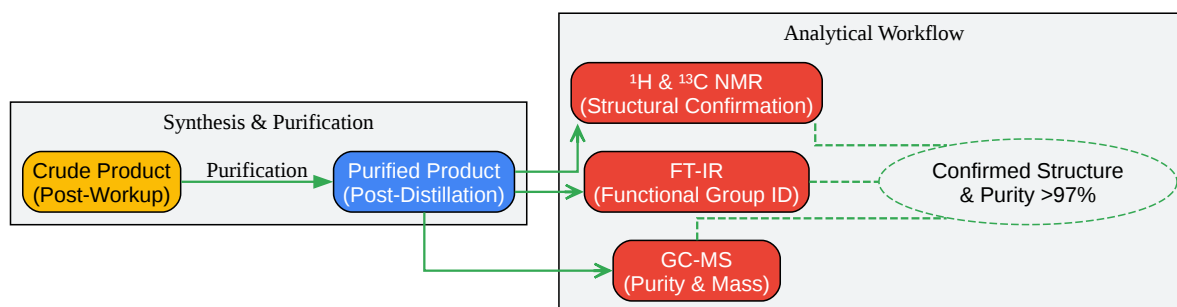 Analytical Workflow
¹H & ¹³C NMR
(Structural Confirmation)
Synthesis & Purification
Crude Product
(Post-Workup)
Purification
Purified Product
(Post-Distillation)
FT-IR
(Functional Group ID)
Confirmed Structure
& Purity >97%
GC-MS
(Purity & Mass)